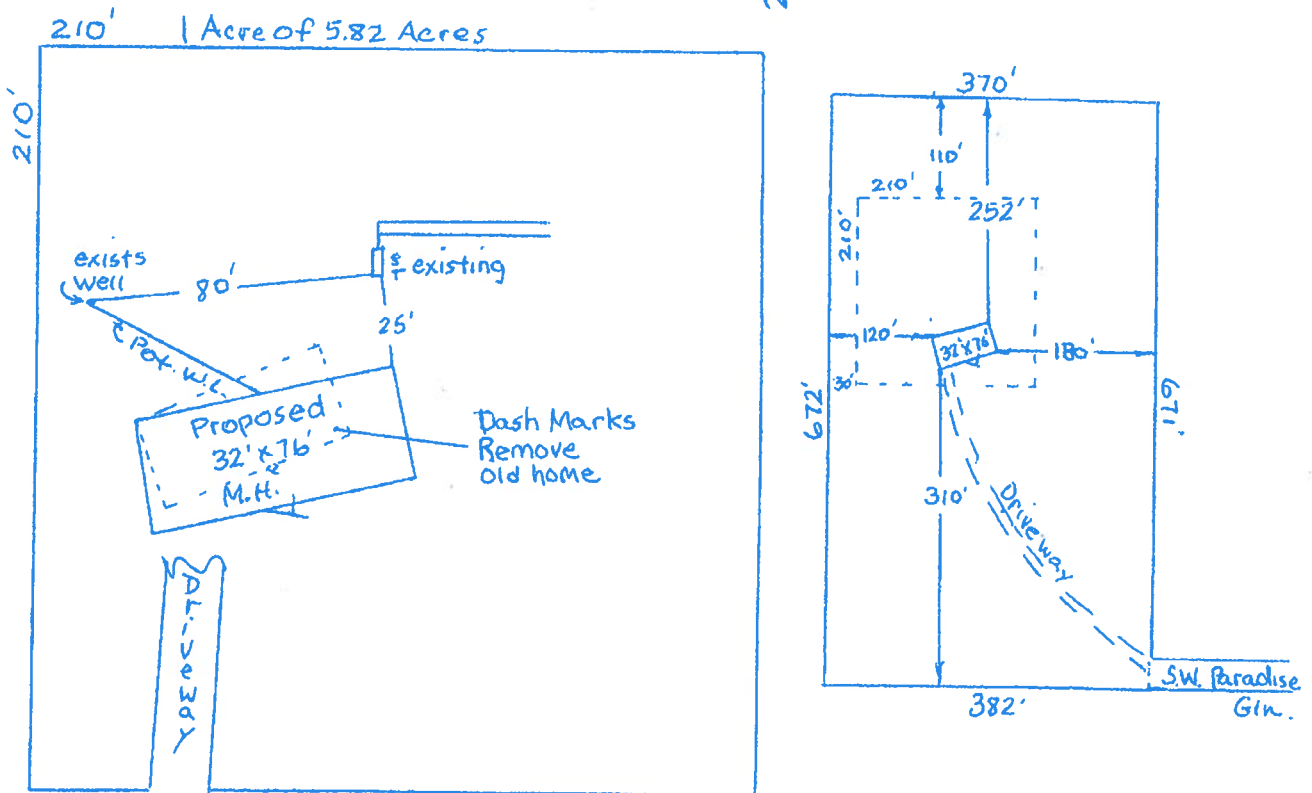 210' 1 Acre of 5.82 Acres
210'
exists
well
80'
S/T existing
25'
Pot. W.L.
Proposed
32' x 76'
M.H.
Dash Marks
Remove
old home
Driveway
370'
110'
210'
252'
210'
120'
32'x76'
180'
30'
672'
671'
310'
Driveway
S.W. Paradise
Gln.
382'